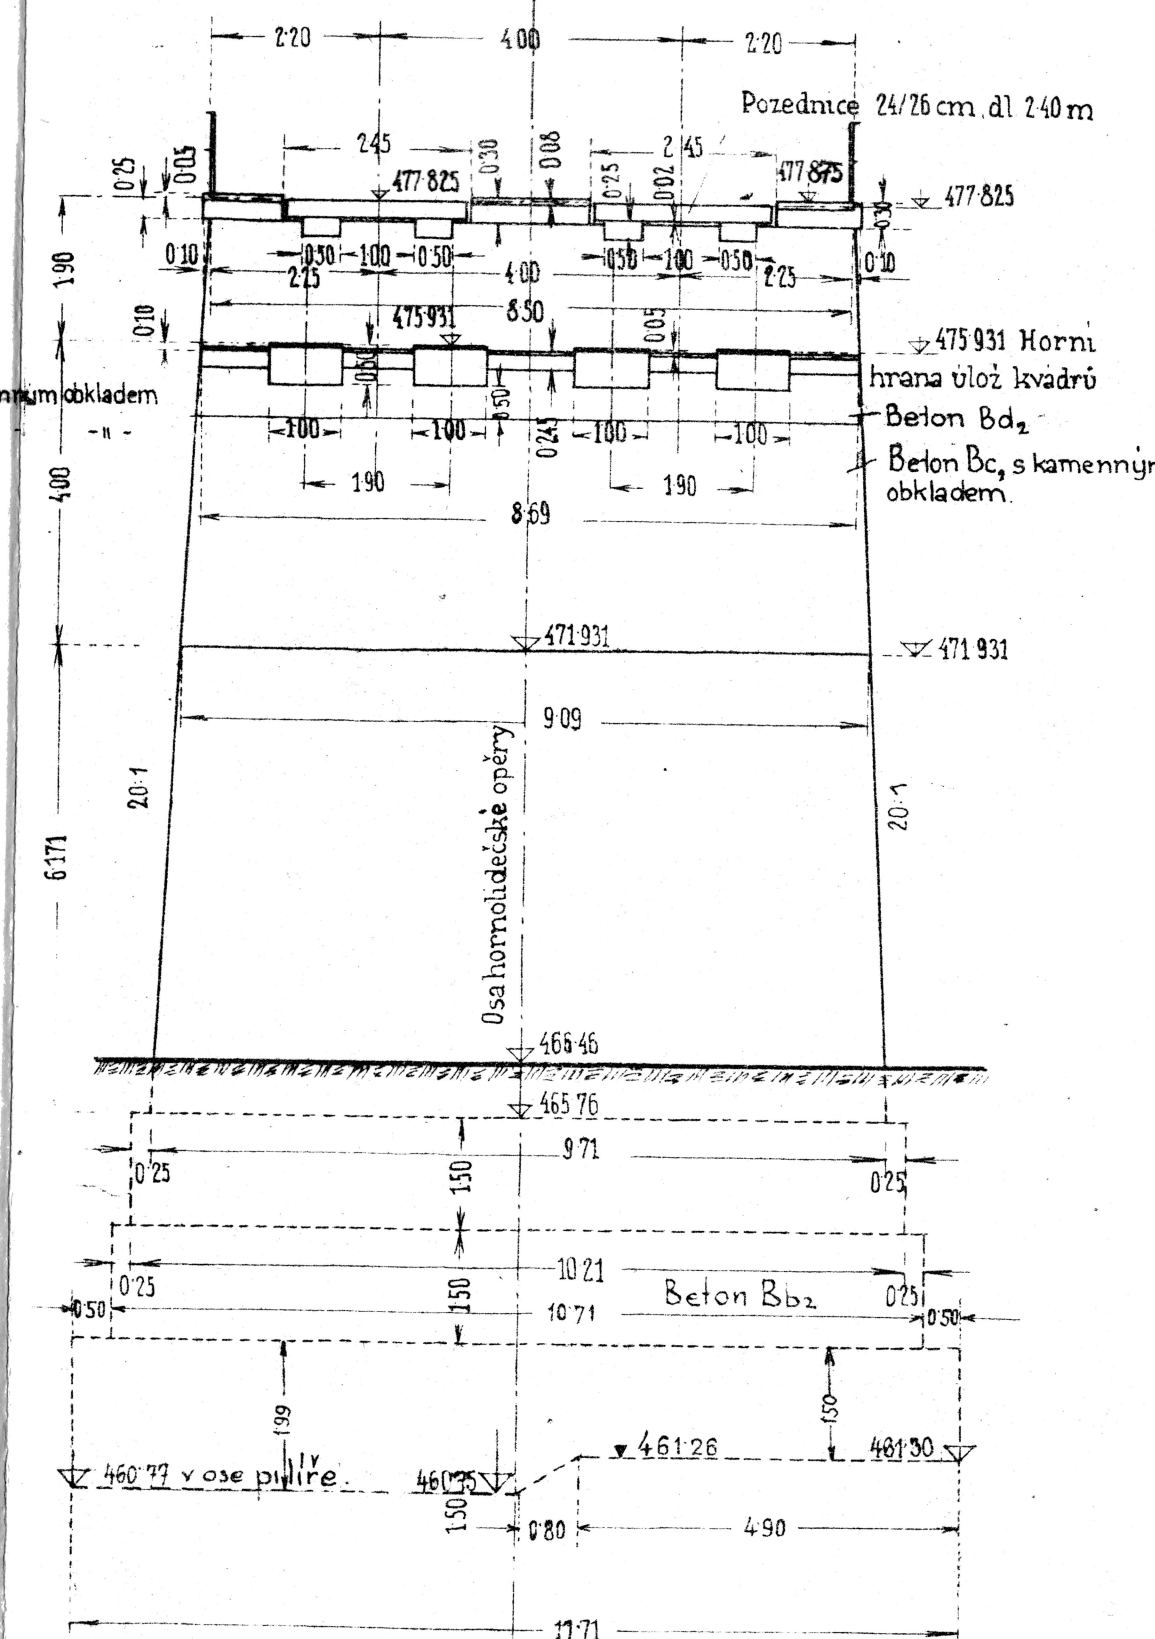 2·20 4·00 2·20
Pozednice 24/26 cm, dl 2·40 m
0·25 0·05 2·45 0·30 0·08 2·45
477·825 0·25 0·02 477·875 477·825
0·30
0·10 0·50 1·00 0·50 0·50 1·00 0·50 0·10
2·25 4·00 2·25
1·90
8·50
0·10 475·931 0·05 475·931 Horní
hrana úlož kvádrů
0·50
obkladem
0·50 Beton Bd₂
-〃-
1·00 1·00 0·245 1·00 1·00
Beton Bc, s kamenným
obkladem.
1·90 1·90
4·00
8·69
471·931 471·931
9·09
20:1 20:1
6·171
Osa hornolidečské opěry
466·46
465·76
9·71
0·25 1·50 0·25
10·21
0·25 1·50 Beton Bb₂ 0·25
0·50 10·71 0·50
1·99 1·50
461·26 461·30
460·77 v ose pilíře. 460·75
1·50 0·80 4·90
11·71